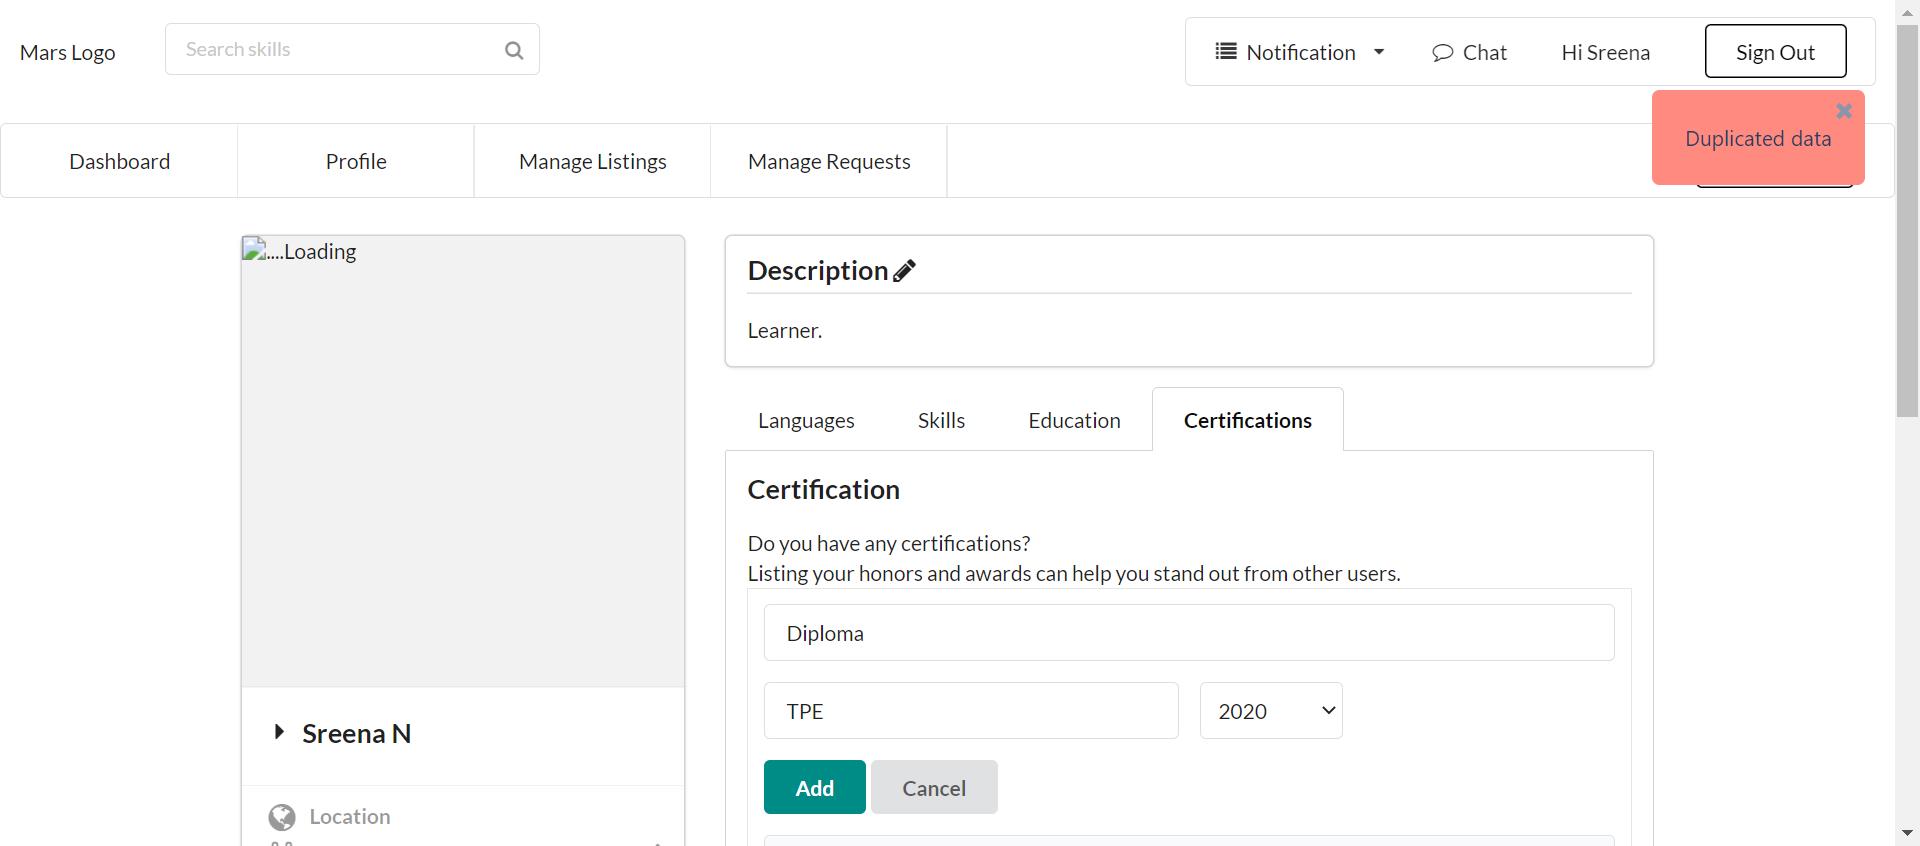 Mars Logo
Search skills
Notification
Chat
Hi Sreena
Sign Out
Duplicated data
Dashboard
Profile
Manage Listings
Manage Requests
....Loading
Description
Learner.
Languages
Skills
Education
Certifications
Certification
Do you have any certifications?
Listing your honors and awards can help you stand out from other users.
Diploma
TPE
2020
Add
Cancel
Sreena N
Location